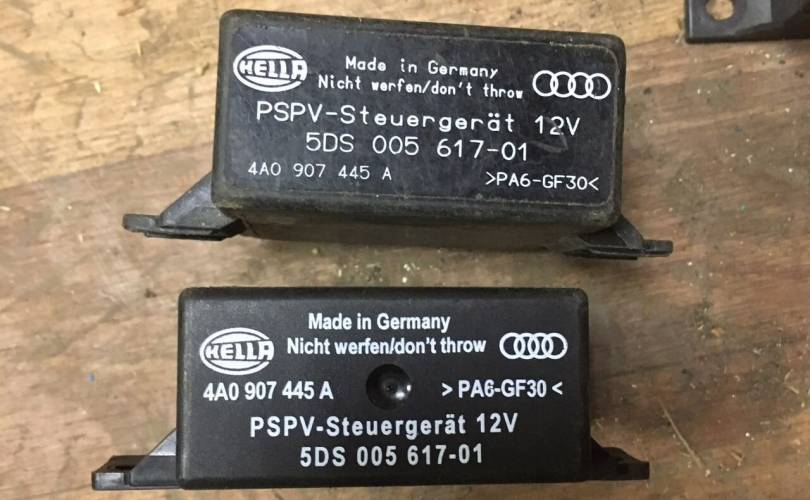 HELLA
Made in Germany
Nicht werfen/don't throw
PSPV-Steuergerät 12V
5DS 005 617-01
4A0 907 445 A >PA6-GF30<
Made in Germany
HELLA Nicht werfen/don't throw
4A0 907 445 A > PA6-GF30 <
PSPV-Steuergerät 12V
5DS 005 617-01